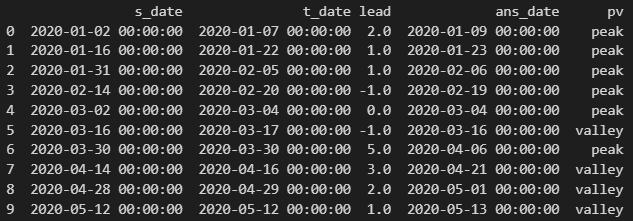 s_date t_date lead ans_date pv
0 2020-01-02 00:00:00 2020-01-07 00:00:00 2.0 2020-01-09 00:00:00 peak
1 2020-01-16 00:00:00 2020-01-22 00:00:00 1.0 2020-01-23 00:00:00 peak
2 2020-01-31 00:00:00 2020-02-05 00:00:00 1.0 2020-02-06 00:00:00 peak
3 2020-02-14 00:00:00 2020-02-20 00:00:00 -1.0 2020-02-19 00:00:00 peak
4 2020-03-02 00:00:00 2020-03-04 00:00:00 0.0 2020-03-04 00:00:00 peak
5 2020-03-16 00:00:00 2020-03-17 00:00:00 -1.0 2020-03-16 00:00:00 valley
6 2020-03-30 00:00:00 2020-03-30 00:00:00 5.0 2020-04-06 00:00:00 peak
7 2020-04-14 00:00:00 2020-04-16 00:00:00 3.0 2020-04-21 00:00:00 valley
8 2020-04-28 00:00:00 2020-04-29 00:00:00 2.0 2020-05-01 00:00:00 valley
9 2020-05-12 00:00:00 2020-05-12 00:00:00 1.0 2020-05-13 00:00:00 valley